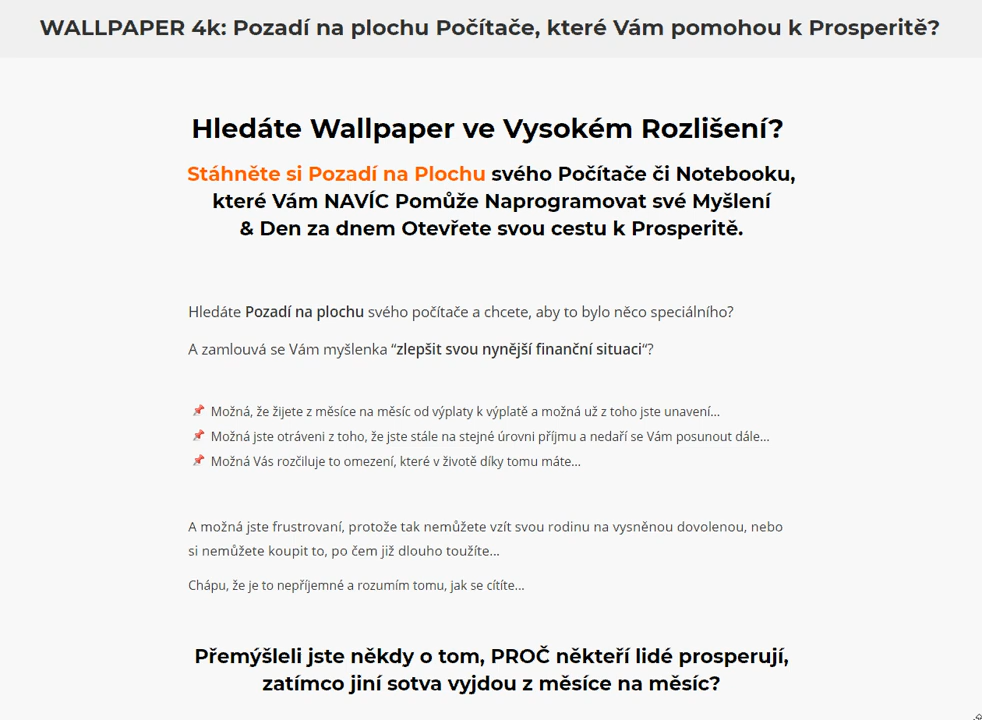 WALLPAPER 4k: Pozadí na plochu Počítače, které Vám pomohou k Prosperitě?
Hledáte Wallpaper ve Vysokém Rozlišení?
Stáhněte si Pozadí na Plochu svého Počítače či Notebooku,
které Vám NAVÍC Pomůže Naprogramovat své Myšlení
& Den za dnem Otevřete svou cestu k Prosperitě.
Hledáte Pozadí na plochu svého počítače a chcete, aby to bylo něco speciálního?
A zamlouvá se Vám myšlenka “zlepšit svou nynější finanční situaci“?
Možná, že žijete z měsíce na měsíc od výplaty k výplatě a možná už z toho jste unavení...
Možná jste otráveni z toho, že jste stále na stejné úrovni příjmu a nedaří se Vám posunout dále...
Možná Vás rozčiluje to omezení, které v životě díky tomu máte...
A možná jste frustrovaní, protože tak nemůžete vzít svou rodinu na vysněnou dovolenou, nebo
si nemůžete koupit to, po čem již dlouho toužíte...
Chápu, že je to nepříjemné a rozumím tomu, jak se cítíte...
Přemýšleli jste někdy o tom, PROČ někteří lidé prosperují,
zatímco jiní sotva vyjdou z měsíce na měsíc?